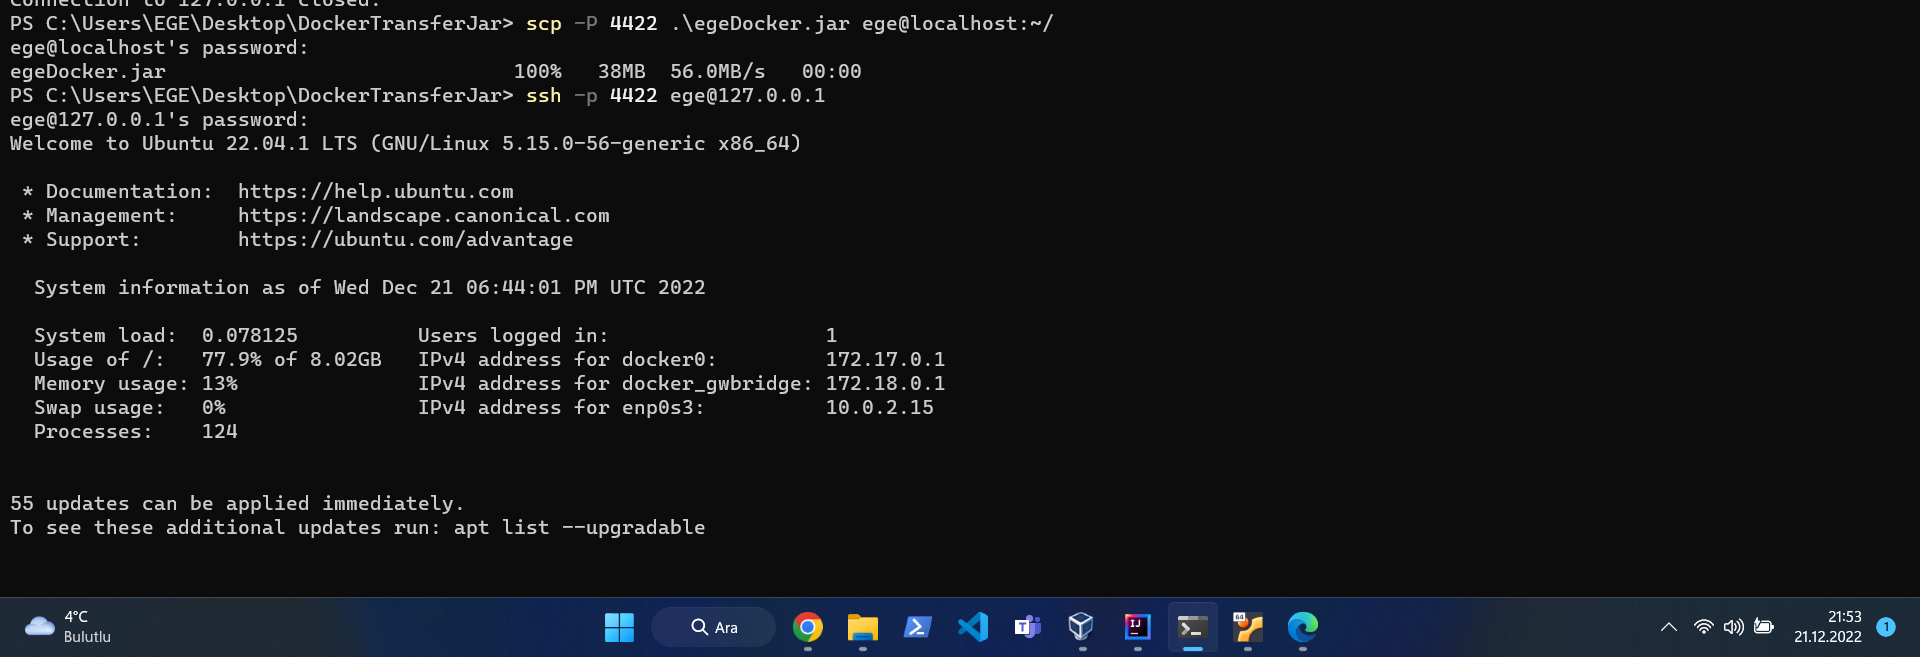 Connection to 127.0.0.1 closed.
PS C:\Users\EGE\Desktop\DockerTransferJar> scp -P 4422 .\egeDocker.jar ege@localhost:~/
ege@localhost's password:
egeDocker.jar 100% 38MB 56.0MB/s 00:00
PS C:\Users\EGE\Desktop\DockerTransferJar> ssh -p 4422 ege@127.0.0.1
ege@127.0.0.1's password:
Welcome to Ubuntu 22.04.1 LTS (GNU/Linux 5.15.0-56-generic x86_64)
* Documentation: https://help.ubuntu.com
* Management: https://landscape.canonical.com
* Support: https://ubuntu.com/advantage
System information as of Wed Dec 21 06:44:01 PM UTC 2022
System load: 0.078125 Users logged in: 1
Usage of /: 77.9% of 8.02GB IPv4 address for docker0: 172.17.0.1
Memory usage: 13% IPv4 address for docker_gwbridge: 172.18.0.1
Swap usage: 0% IPv4 address for enp0s3: 10.0.2.15
Processes: 124
55 updates can be applied immediately.
To see these additional updates run: apt list --upgradable
4°C
Bulutlu
Ara
21:53
21.12.2022
1